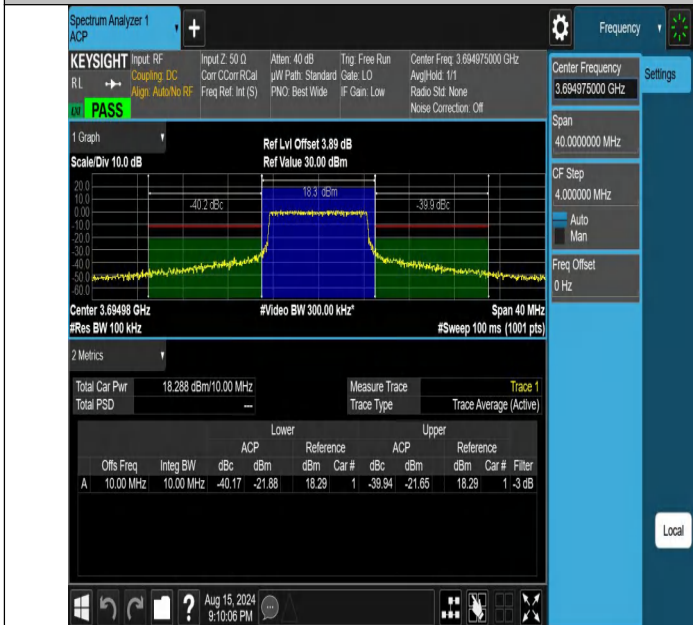 Spectrum Analyzer 1
ACP
Frequency
KEYSIGHT Input: RF Input Z: 50 Ω Atten: 40 dB Trig: Free Run Center Freq: 3.694975000 GHz
RL Coupling: DC Corr CCorr RCal µW Path: Standard Gate: LO Avg|Hold: 1/1
Align: Auto/No RF Freq Ref: Int (S) PNO: Best Wide IF Gain: Low Radio Std: None
Noise Correction: Off
PASS
Center Frequency
3.694975000 GHz
Settings
Span
40.0000000 MHz
CF Step
4.000000 MHz
Auto
Man
Freq Offset
0 Hz
Local
1 Graph
Ref Lvl Offset 3.89 dB
Scale/Div 10.0 dB Ref Value 30.00 dBm
20.0
10.0
0.00
-10.0
-20.0
-30.0
-40.0
-50.0
-60.0
-40.2 dBc 18.3 dBm -39.9 dBc
Center 3.69498 GHz #Video BW 300.00 kHz* Span 40 MHz
#Res BW 100 kHz #Sweep 100 ms (1001 pts)
2 Metrics
Total Car Pwr 18.288 dBm/10.00 MHz Measure Trace Trace 1
Total PSD --- Trace Type Trace Average (Active)
Lower Upper
ACP Reference ACP Reference
Offs Freq Integ BW dBc dBm dBm Car # dBc dBm dBm Car # Filter
A 10.00 MHz 10.00 MHz -40.17 -21.88 18.29 1 -39.94 -21.65 18.29 1 -3 dB
Aug 15, 2024
9:10:06 PM